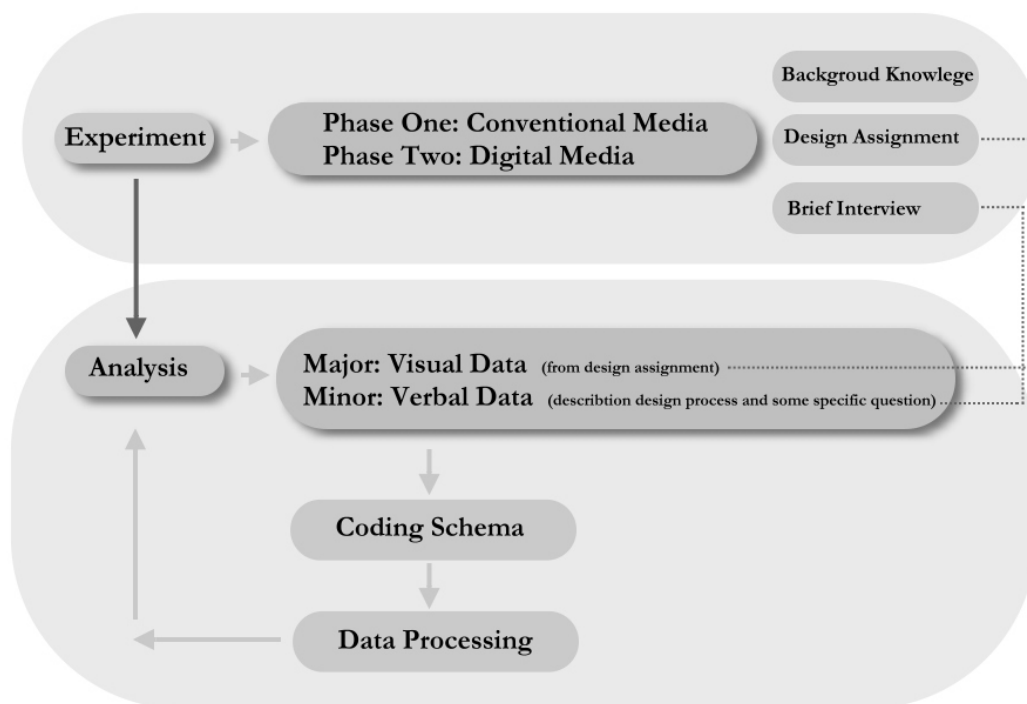 Backgroud Knowlege
Experiment
Phase One: Conventional Media
Phase Two: Digital Media
Design Assignment
Brief Interview
Analysis
Major: Visual Data (from design assignment)
Minor: Verbal Data (describtion design process and some specific question)
Coding Schema
Data Processing